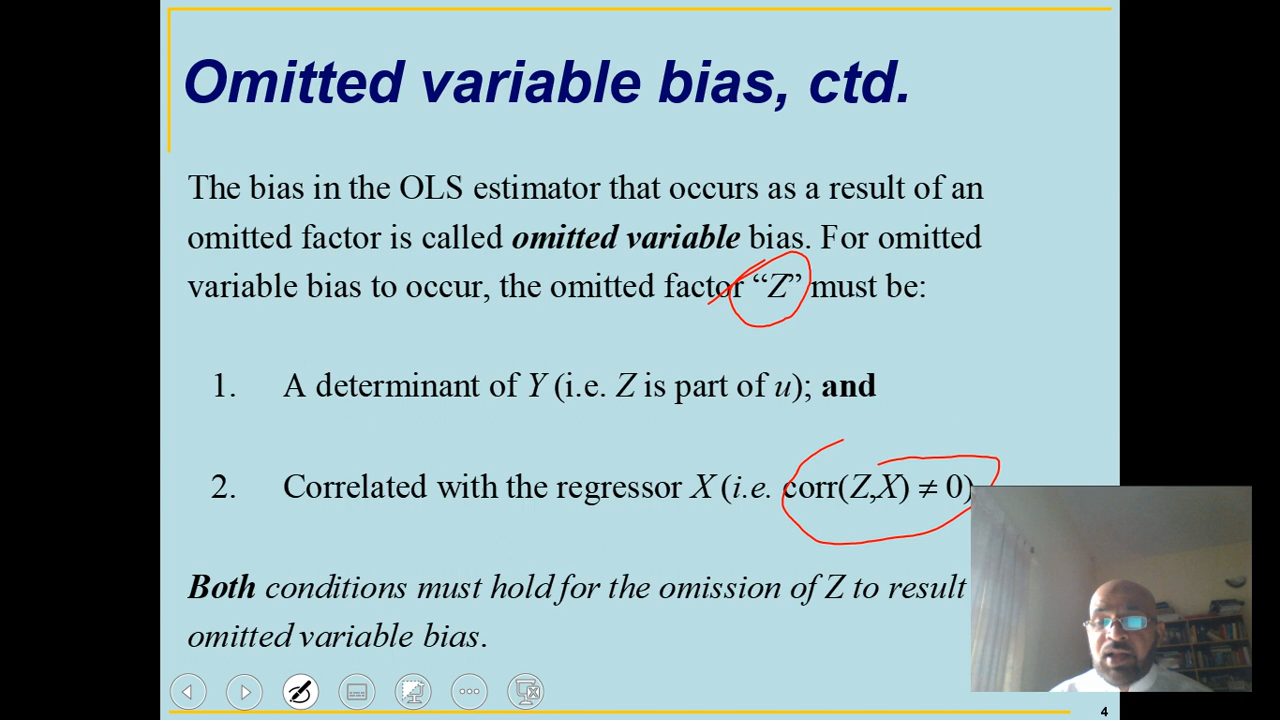 Omitted variable bias, ctd.
The bias in the OLS estimator that occurs as a result of an
omitted factor is called omitted variable bias. For omitted
variable bias to occur, the omitted factor “Z” must be:
1. A determinant of Y (i.e. Z is part of u); and
2. Correlated with the regressor X (i.e. corr(Z,X) ≠ 0)
Both conditions must hold for the omission of Z to result
omitted variable bias.
4